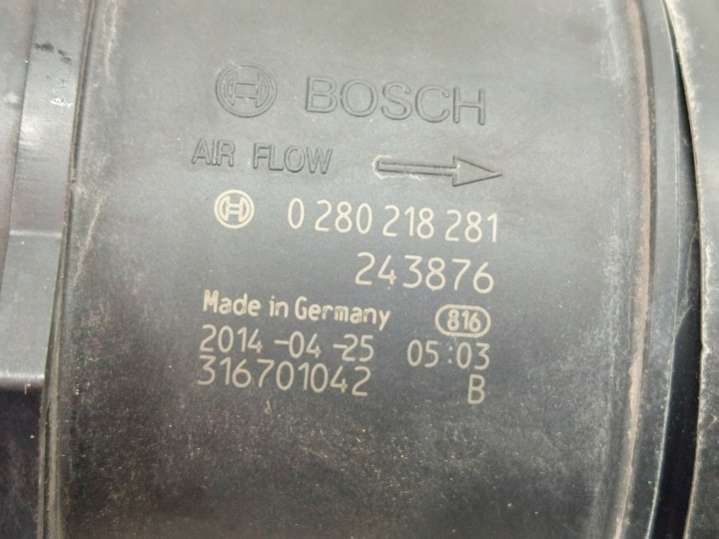 BOSCH
AIR FLOW
0 280 218 281
243876
Made in Germany 816
2014-04-25 05:03
316701042 B